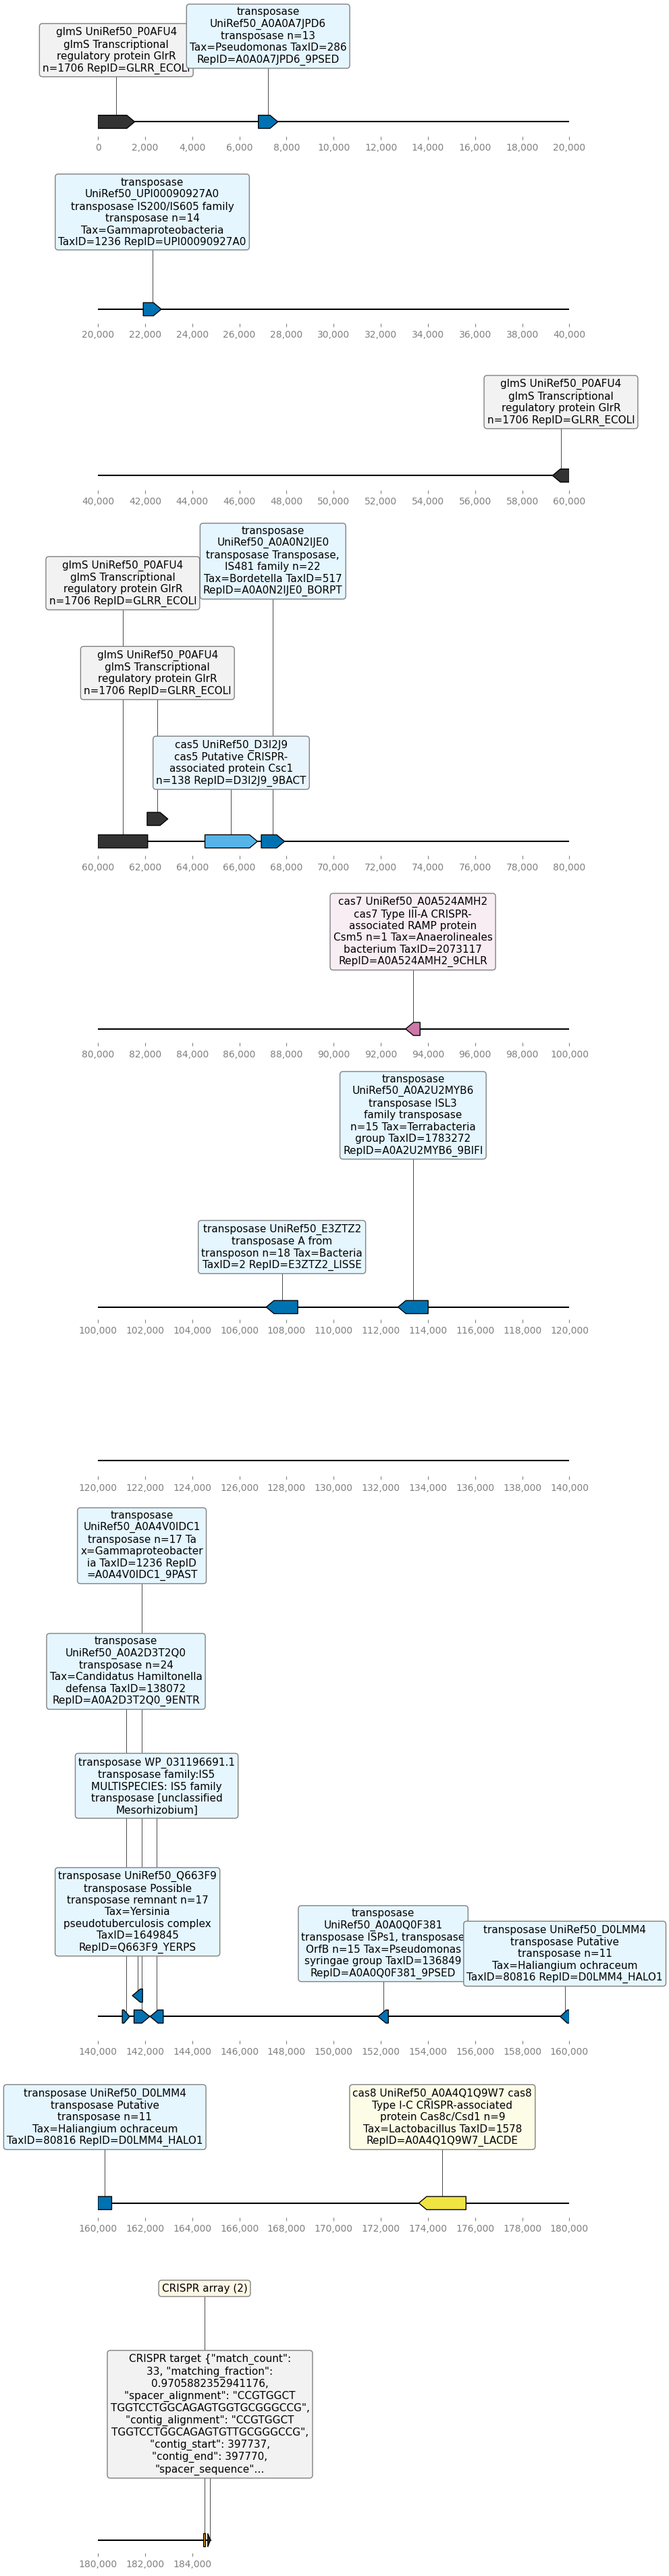 glmS UniRef50_P0AFU4
glmS Transcriptional
regulatory protein GlrR
n=1706 RepID=GLRR_ECOLI
transposase
UniRef50_A0A0A7JPD6
transposase n=13
Tax=Pseudomonas TaxID=286
RepID=A0A0A7JPD6_9PSED
0 2,000 4,000 6,000 8,000 10,000 12,000 14,000 16,000 18,000 20,000
transposase
UniRef50_UPI00090927A0
transposase IS200/IS605 family
transposase n=14
Tax=Gammaproteobacteria
TaxID=1236 RepID=UPI00090927A0
20,000 22,000 24,000 26,000 28,000 30,000 32,000 34,000 36,000 38,000 40,000
glmS UniRef50_P0AFU4
glmS Transcriptional
regulatory protein GlrR
n=1706 RepID=GLRR_ECOLI
40,000 42,000 44,000 46,000 48,000 50,000 52,000 54,000 56,000 58,000 60,000
transposase
UniRef50_A0A0N2IJE0
transposase Transposase,
IS481 family n=22
Tax=Bordetella TaxID=517
RepID=A0A0N2IJE0_BORPT
glmS UniRef50_P0AFU4
glmS Transcriptional
regulatory protein GlrR
n=1706 RepID=GLRR_ECOLI
glmS UniRef50_P0AFU4
glmS Transcriptional
regulatory protein GlrR
n=1706 RepID=GLRR_ECOLI
cas5 UniRef50_D3I2J9
cas5 Putative CRISPR-
associated protein Csc1
n=138 RepID=D3I2J9_9BACT
60,000 62,000 64,000 66,000 68,000 70,000 72,000 74,000 76,000 78,000 80,000
cas7 UniRef50_A0A524AMH2
cas7 Type III-A CRISPR-
associated RAMP protein
Csm5 n=1 Tax=Anaerolineales
bacterium TaxID=2073117
RepID=A0A524AMH2_9CHLR
80,000 82,000 84,000 86,000 88,000 90,000 92,000 94,000 96,000 98,000 100,000
transposase
UniRef50_A0A2U2MYB6
transposase ISL3
family transposase
n=15 Tax=Terrabacteria
group TaxID=1783272
RepID=A0A2U2MYB6_9BIFI
transposase UniRef50_E3ZTZ2
transposase A from
transposon n=18 Tax=Bacteria
TaxID=2 RepID=E3ZTZ2_LISSE
100,000 102,000 104,000 106,000 108,000 110,000 112,000 114,000 116,000 118,000 120,000
120,000 122,000 124,000 126,000 128,000 130,000 132,000 134,000 136,000 138,000 140,000
transposase
UniRef50_A0A4V0IDC1
transposase n=17 Ta
x=Gammaproteobacter
ia TaxID=1236 RepID
=A0A4V0IDC1_9PAST
transposase
UniRef50_A0A2D3T2Q0
transposase n=24
Tax=Candidatus Hamiltonella
defensa TaxID=138072
RepID=A0A2D3T2Q0_9ENTR
transposase WP_031196691.1
transposase family:IS5
MULTISPECIES: IS5 family
transposase [unclassified
Mesorhizobium]
transposase UniRef50_Q663F9
transposase Possible
transposase remnant n=17
Tax=Yersinia
pseudotuberculosis complex
TaxID=1649845
RepID=Q663F9_YERPS
transposase
UniRef50_A0A0Q0F381
transposase ISPs1, transposase
OrfB n=15 Tax=Pseudomonas
syringae group TaxID=136849
RepID=A0A0Q0F381_9PSED
transposase UniRef50_D0LMM4
transposase Putative
transposase n=11
Tax=Haliangium ochraceum
TaxID=80816 RepID=D0LMM4_HALO1
140,000 142,000 144,000 146,000 148,000 150,000 152,000 154,000 156,000 158,000 160,000
transposase UniRef50_D0LMM4
transposase Putative
transposase n=11
Tax=Haliangium ochraceum
TaxID=80816 RepID=D0LMM4_HALO1
cas8 UniRef50_A0A4Q1Q9W7 cas8
Type I-C CRISPR-associated
protein Cas8c/Csd1 n=9
Tax=Lactobacillus TaxID=1578
RepID=A0A4Q1Q9W7_LACDE
160,000 162,000 164,000 166,000 168,000 170,000 172,000 174,000 176,000 178,000 180,000
CRISPR array (2)
CRISPR target {"match_count":
33, "matching_fraction":
0.9705882352941176,
"spacer_alignment": "CCGTGGCT
TGGTCCTGGCAGAGTGGTGCGGGCCG",
"contig_alignment": "CCGTGGCT
TGGTCCTGGCAGAGTGTTGCGGGCCG",
"contig_start": 397737,
"contig_end": 397770,
"spacer_sequence"...
180,000 182,000 184,000